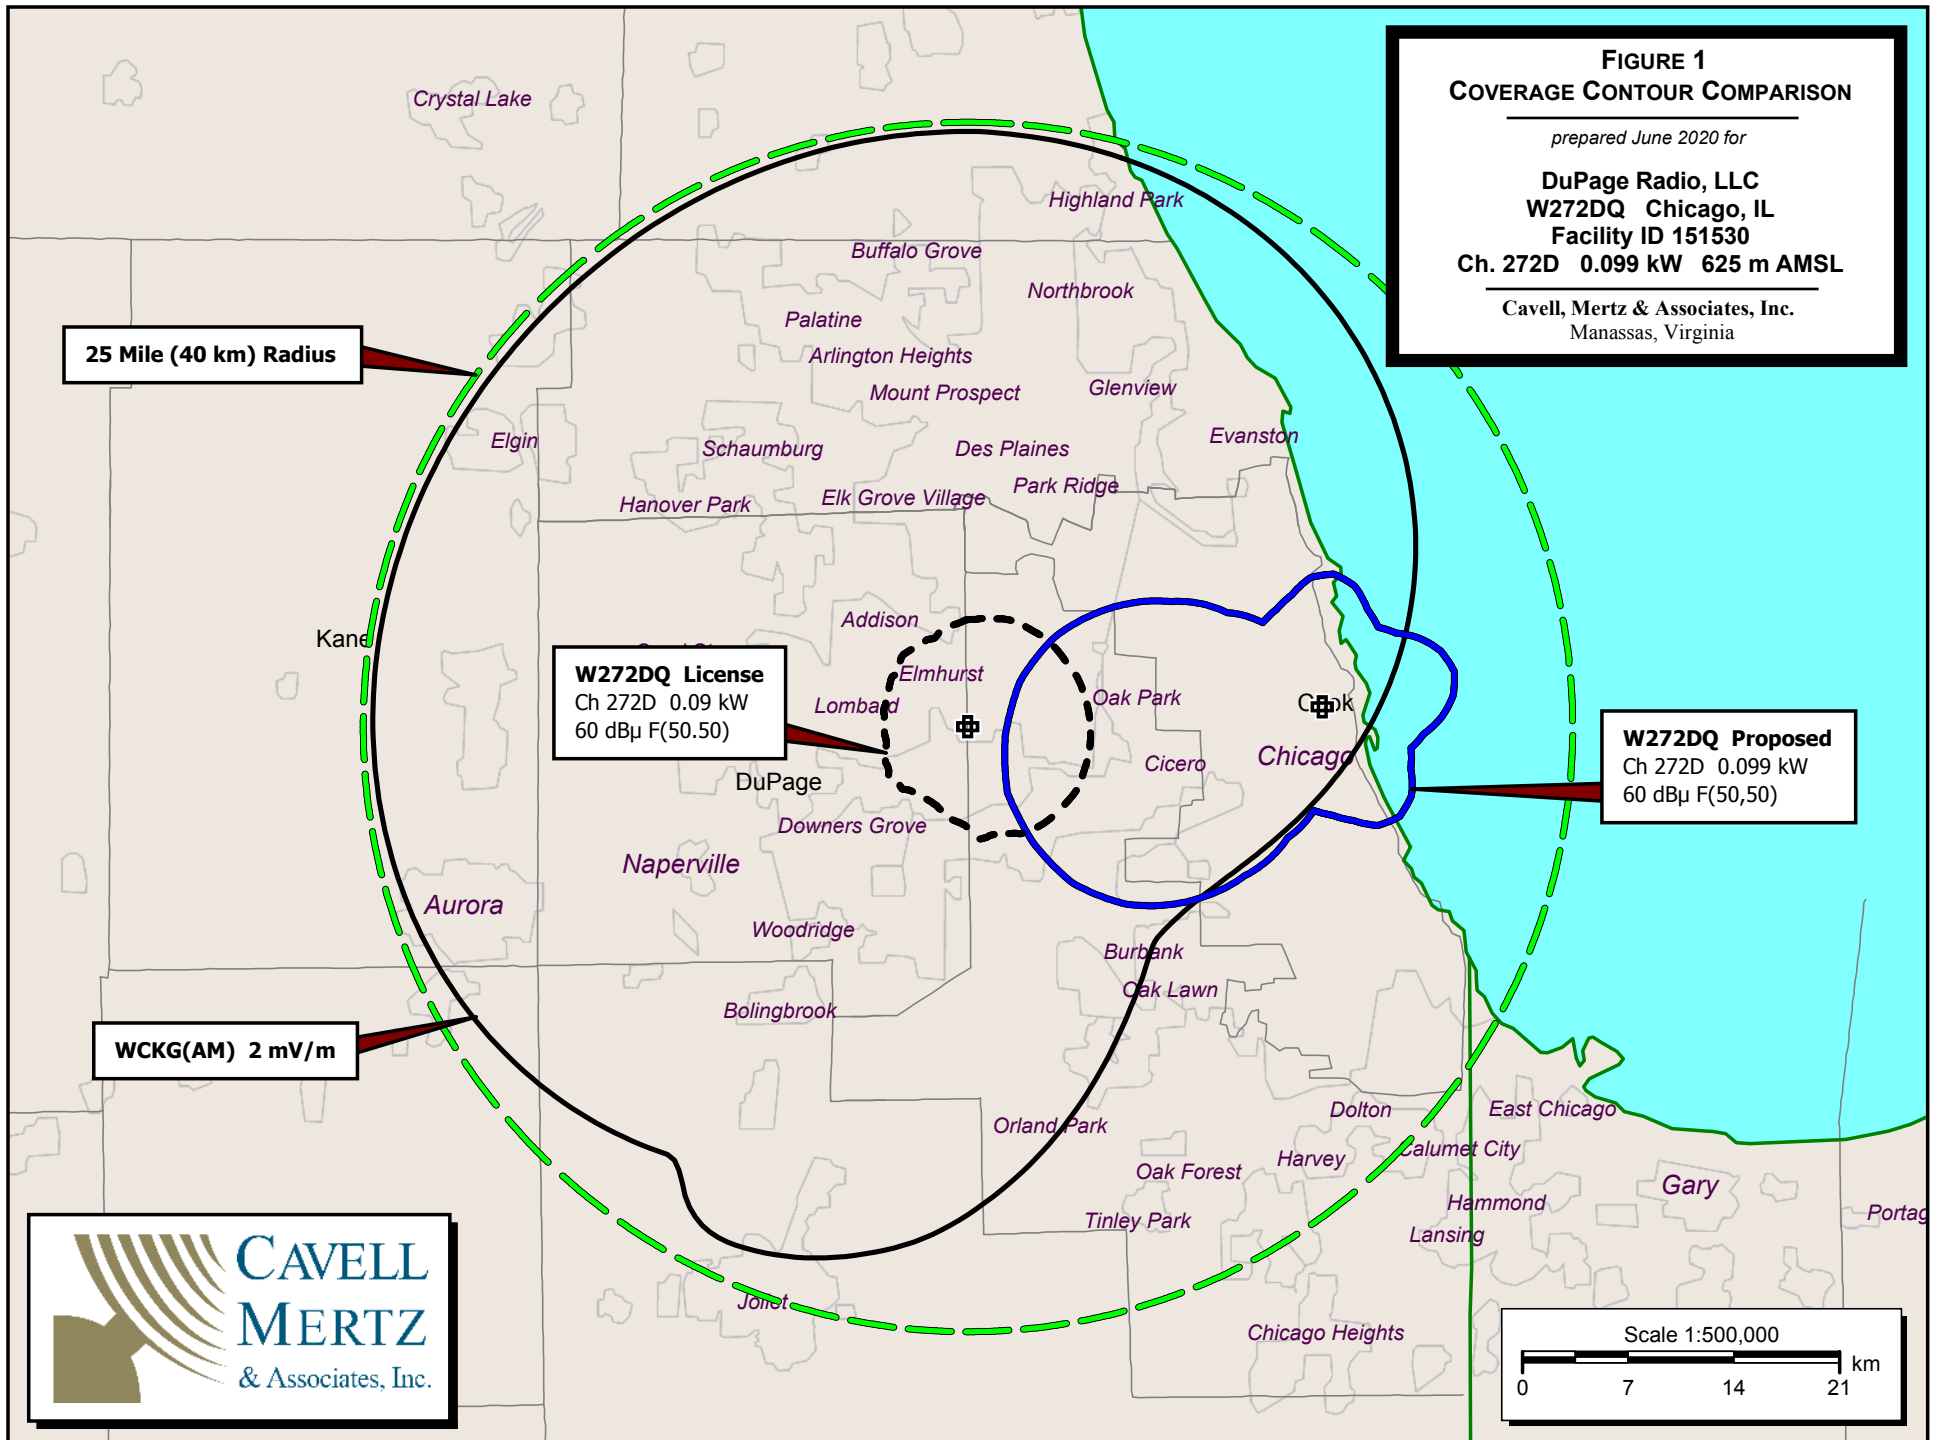 FIGURE 1
COVERAGE CONTOUR COMPARISON
prepared June 2020 for
DuPage Radio, LLC
W272DQ Chicago, IL
Facility ID 151530
Ch. 272D 0.099 kW 625 m AMSL
Cavell, Mertz & Associates, Inc.
Manassas, Virginia
Crystal Lake
Highland Park
Buffalo Grove
Northbrook
Palatine
25 Mile (40 km) Radius
Arlington Heights
Mount Prospect
Glenview
Elgin
Evanston
Schaumburg
Des Plaines
Park Ridge
Hanover Park
Elk Grove Village
Addison
Kane
W272DQ License
Ch 272D 0.09 kW
60 dBµ F(50.50)
Elmhurst
Lombard
Oak Park
Cook
Chicago
Cicero
W272DQ Proposed
Ch 272D 0.099 kW
60 dBµ F(50,50)
DuPage
Downers Grove
Naperville
Aurora
Woodridge
Burbank
Oak Lawn
Bolingbrook
WCKG(AM) 2 mV/m
Orland Park
Dolton
East Chicago
Calumet City
Harvey
Oak Forest
Gary
Hammond
Portag
Tinley Park
Lansing
Joliet
Chicago Heights
CAVELL
MERTZ
& Associates, Inc.
Scale 1:500,000
km
0 7 14 21